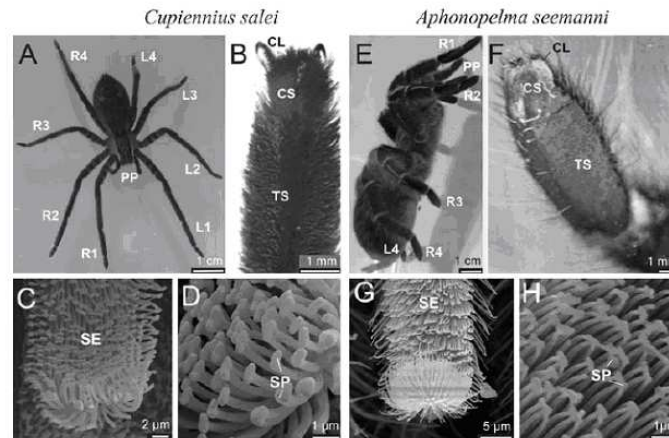 Cupiennius salei
Aphonopelma seemanni
A
R4
L4
L3
R3
L2
PP
R2
R1
L1
1 cm
B
CL
CS
TS
1 mm
E
R1
PP
R2
R3
L4
R4
1 cm
F
CL
CS
TS
1 m
C
SE
2 µm
D
SP
1 µm
G
SE
5 µm
H
SP
1µ